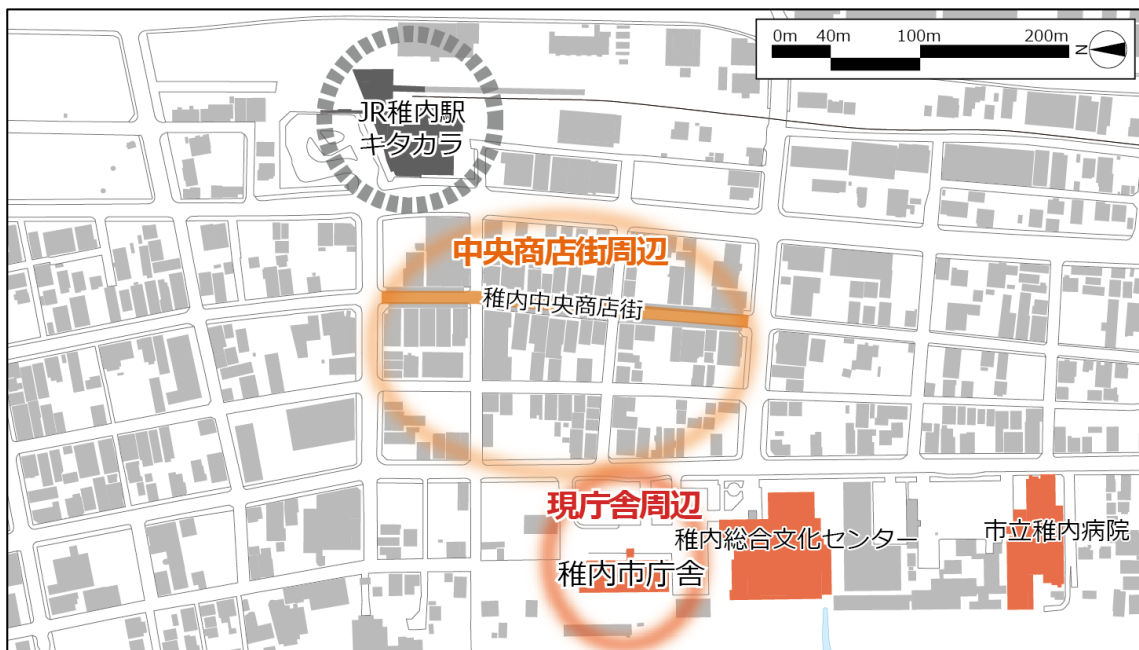 0m 40m 100m 200m
N
JR稚内駅
キタカラ
中央商店街周辺
稚内中央商店街
現庁舎周辺
稚内総合文化センター
市立稚内病院
稚内市庁舎